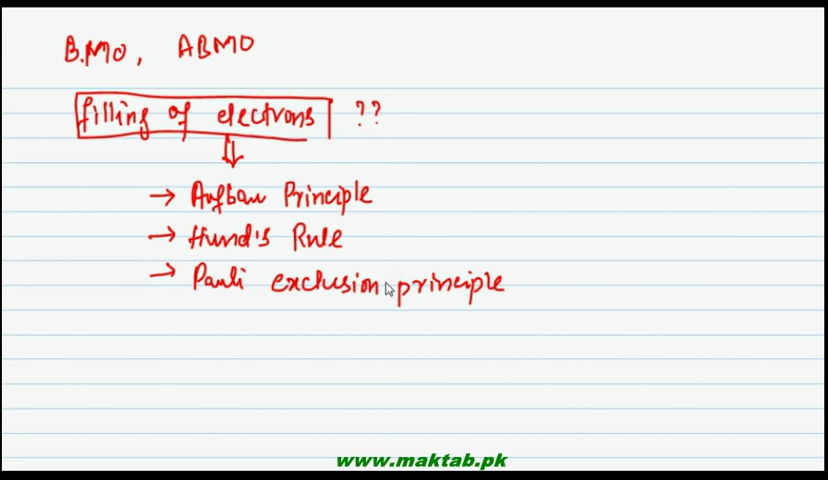 B.MO, ABMO
filling of electrons ??
→ Aufbau Principle
→ Hund's Rule
→ Pauli exclusion principle
www.maktab.pk